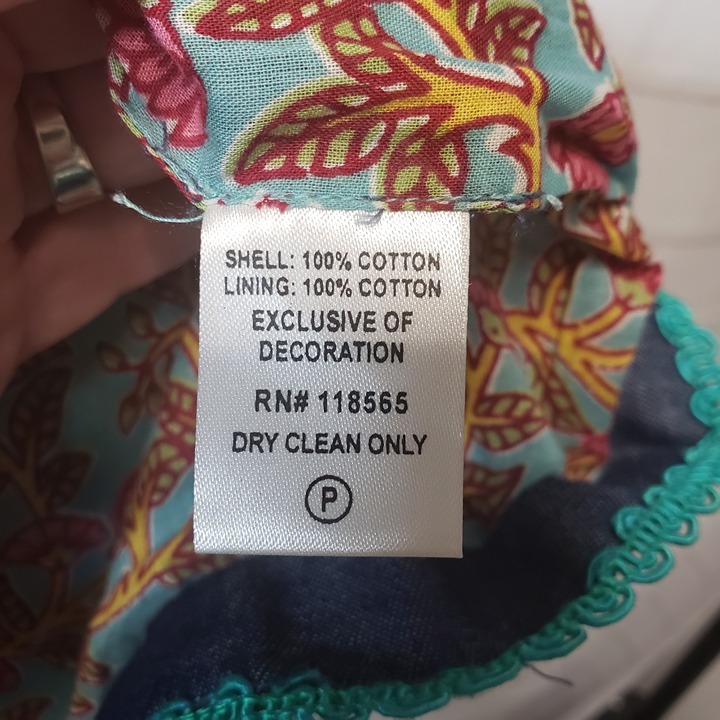 SHELL: 100% COTTON
LINING: 100% COTTON
EXCLUSIVE OF
DECORATION
RN# 118565
DRY CLEAN ONLY
P